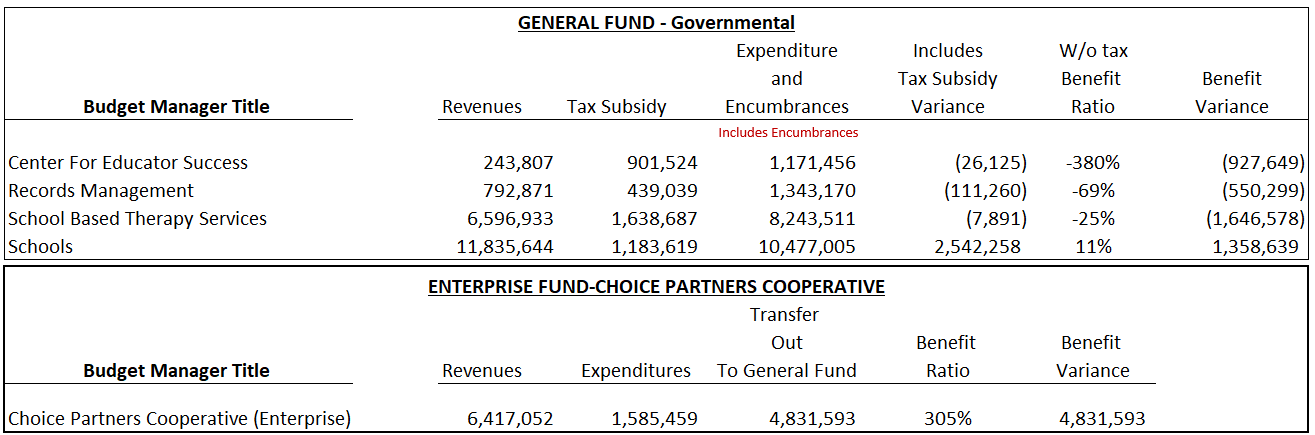 GENERAL FUND - Governmental
Expenditure Includes W/o tax
and Tax Subsidy Benefit Benefit
Budget Manager Title Revenues Tax Subsidy Encumbrances Variance Ratio Variance
Includes Encumbrances
Center For Educator Success 243,807 901,524 1,171,456 (26,125) -380% (927,649)
Records Management 792,871 439,039 1,343,170 (111,260) -69% (550,299)
School Based Therapy Services 6,596,933 1,638,687 8,243,511 (7,891) -25% (1,646,578)
Schools 11,835,644 1,183,619 10,477,005 2,542,258 11% 1,358,639
ENTERPRISE FUND-CHOICE PARTNERS COOPERATIVE
Transfer
Out Benefit Benefit
Budget Manager Title Revenues Expenditures To General Fund Ratio Variance
Choice Partners Cooperative (Enterprise) 6,417,052 1,585,459 4,831,593 305% 4,831,593